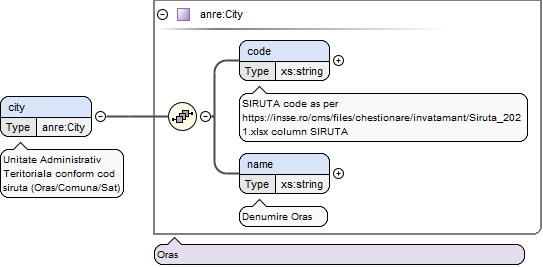 anre:City
code
Type xs:string
SIRUTA code as per
https://insse.ro/cms/files/chestionare/invatamant/Siruta_202
1.xlsx column SIRUTA
city
Type anre:City
Unitate Administrativ
Teritoriala conform cod
siruta (Oras/Comuna/Sat)
name
Type xs:string
Denumire Oras
Oras